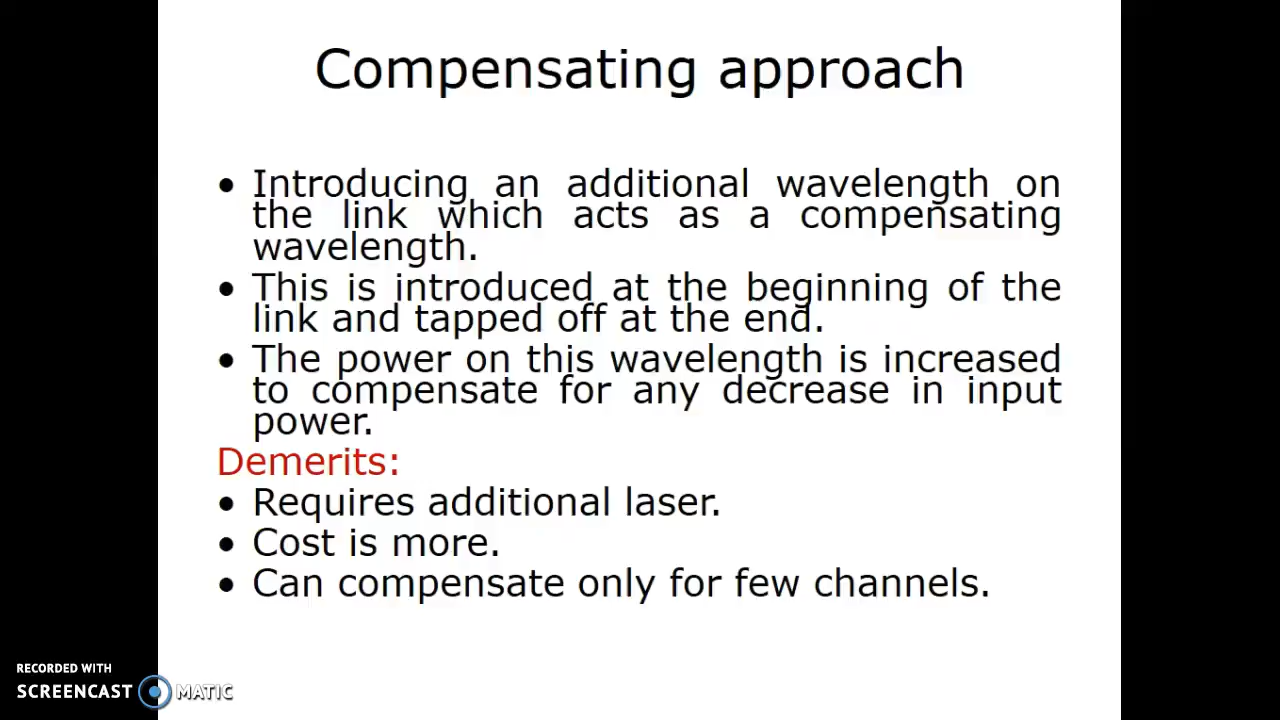 Compensating approach
• Introducing an additional wavelength on
the link which acts as a compensating
wavelength.
• This is introduced at the beginning of the
link and tapped off at the end.
• The power on this wavelength is increased
to compensate for any decrease in input
power.
Demerits:
• Requires additional laser.
• Cost is more.
• Can compensate only for few channels.
RECORDED WITH
SCREENCAST MATIC